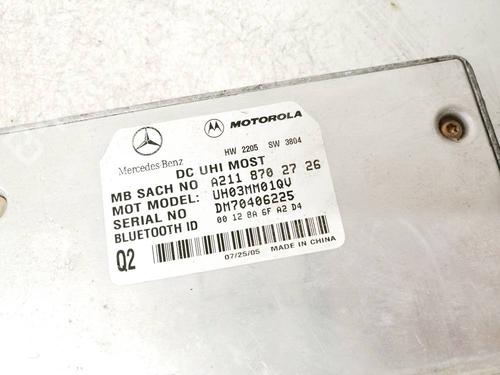 MOTOROLA
Mercedes-Benz
HW 2205 SW 3804
DC UHI MOST
MB SACH NO A211 870 27 26
MOT MODEL: UH03MM01QV
SERIAL NO DM70406225
BLUETOOTH ID 00 12 8A 6F A2 D4
Q2
07/25/05 MADE IN CHINA